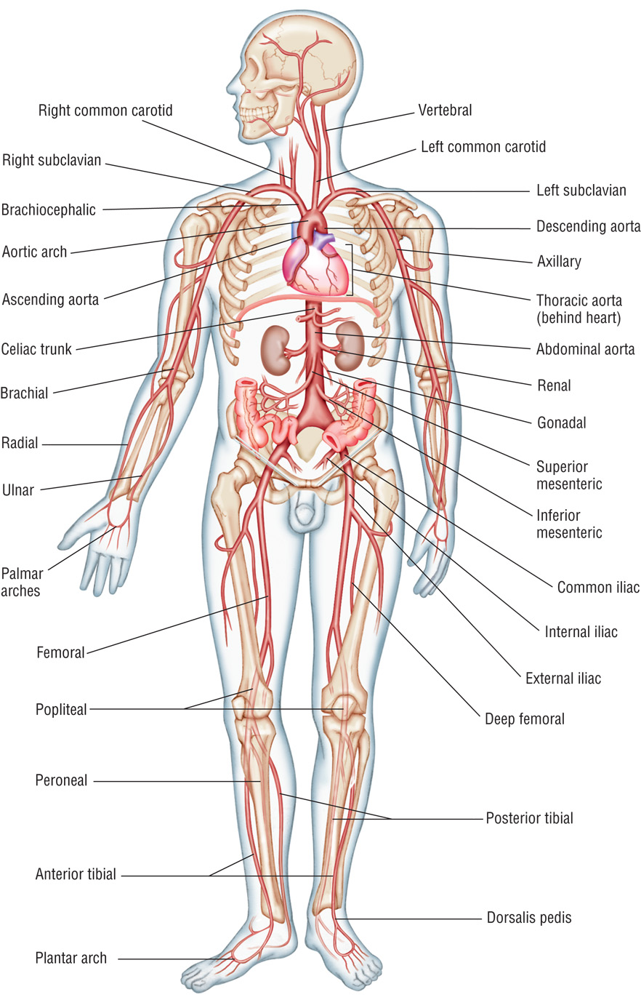 Right common carotid
Right subclavian
Brachiocephalic
Aortic arch
Ascending aorta
Celiac trunk
Brachial
Radial
Ulnar
Palmar
arches
Femoral
Popliteal
Peroneal
Anterior tibial
Plantar arch
Vertebral
Left common carotid
Left subclavian
Descending aorta
Axillary
Thoracic aorta
(behind heart)
Abdominal aorta
Renal
Gonadal
Superior
mesenteric
Inferior
mesenteric
Common iliac
Internal iliac
External iliac
Deep femoral
Posterior tibial
Dorsalis pedis